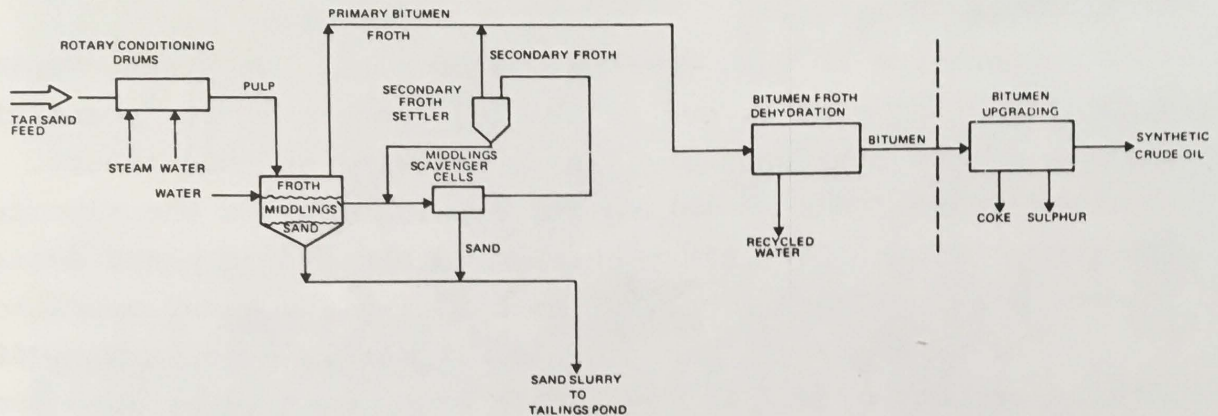 PRIMARY BITUMEN
FROTH
ROTARY CONDITIONING
DRUMS
SECONDARY FROTH
PULP
TAR SAND
FEED
SECONDARY
FROTH
SETTLER
BITUMEN FROTH
DEHYDRATION
BITUMEN
UPGRADING
BITUMEN
SYNTHETIC
CRUDE OIL
STEAM WATER
MIDDLINGS
SCAVENGER
CELLS
WATER
FROTH
MIDDLINGS
SAND
SAND
RECYCLED
WATER
COKE SULPHUR
SAND SLURRY
TO
TAILINGS POND